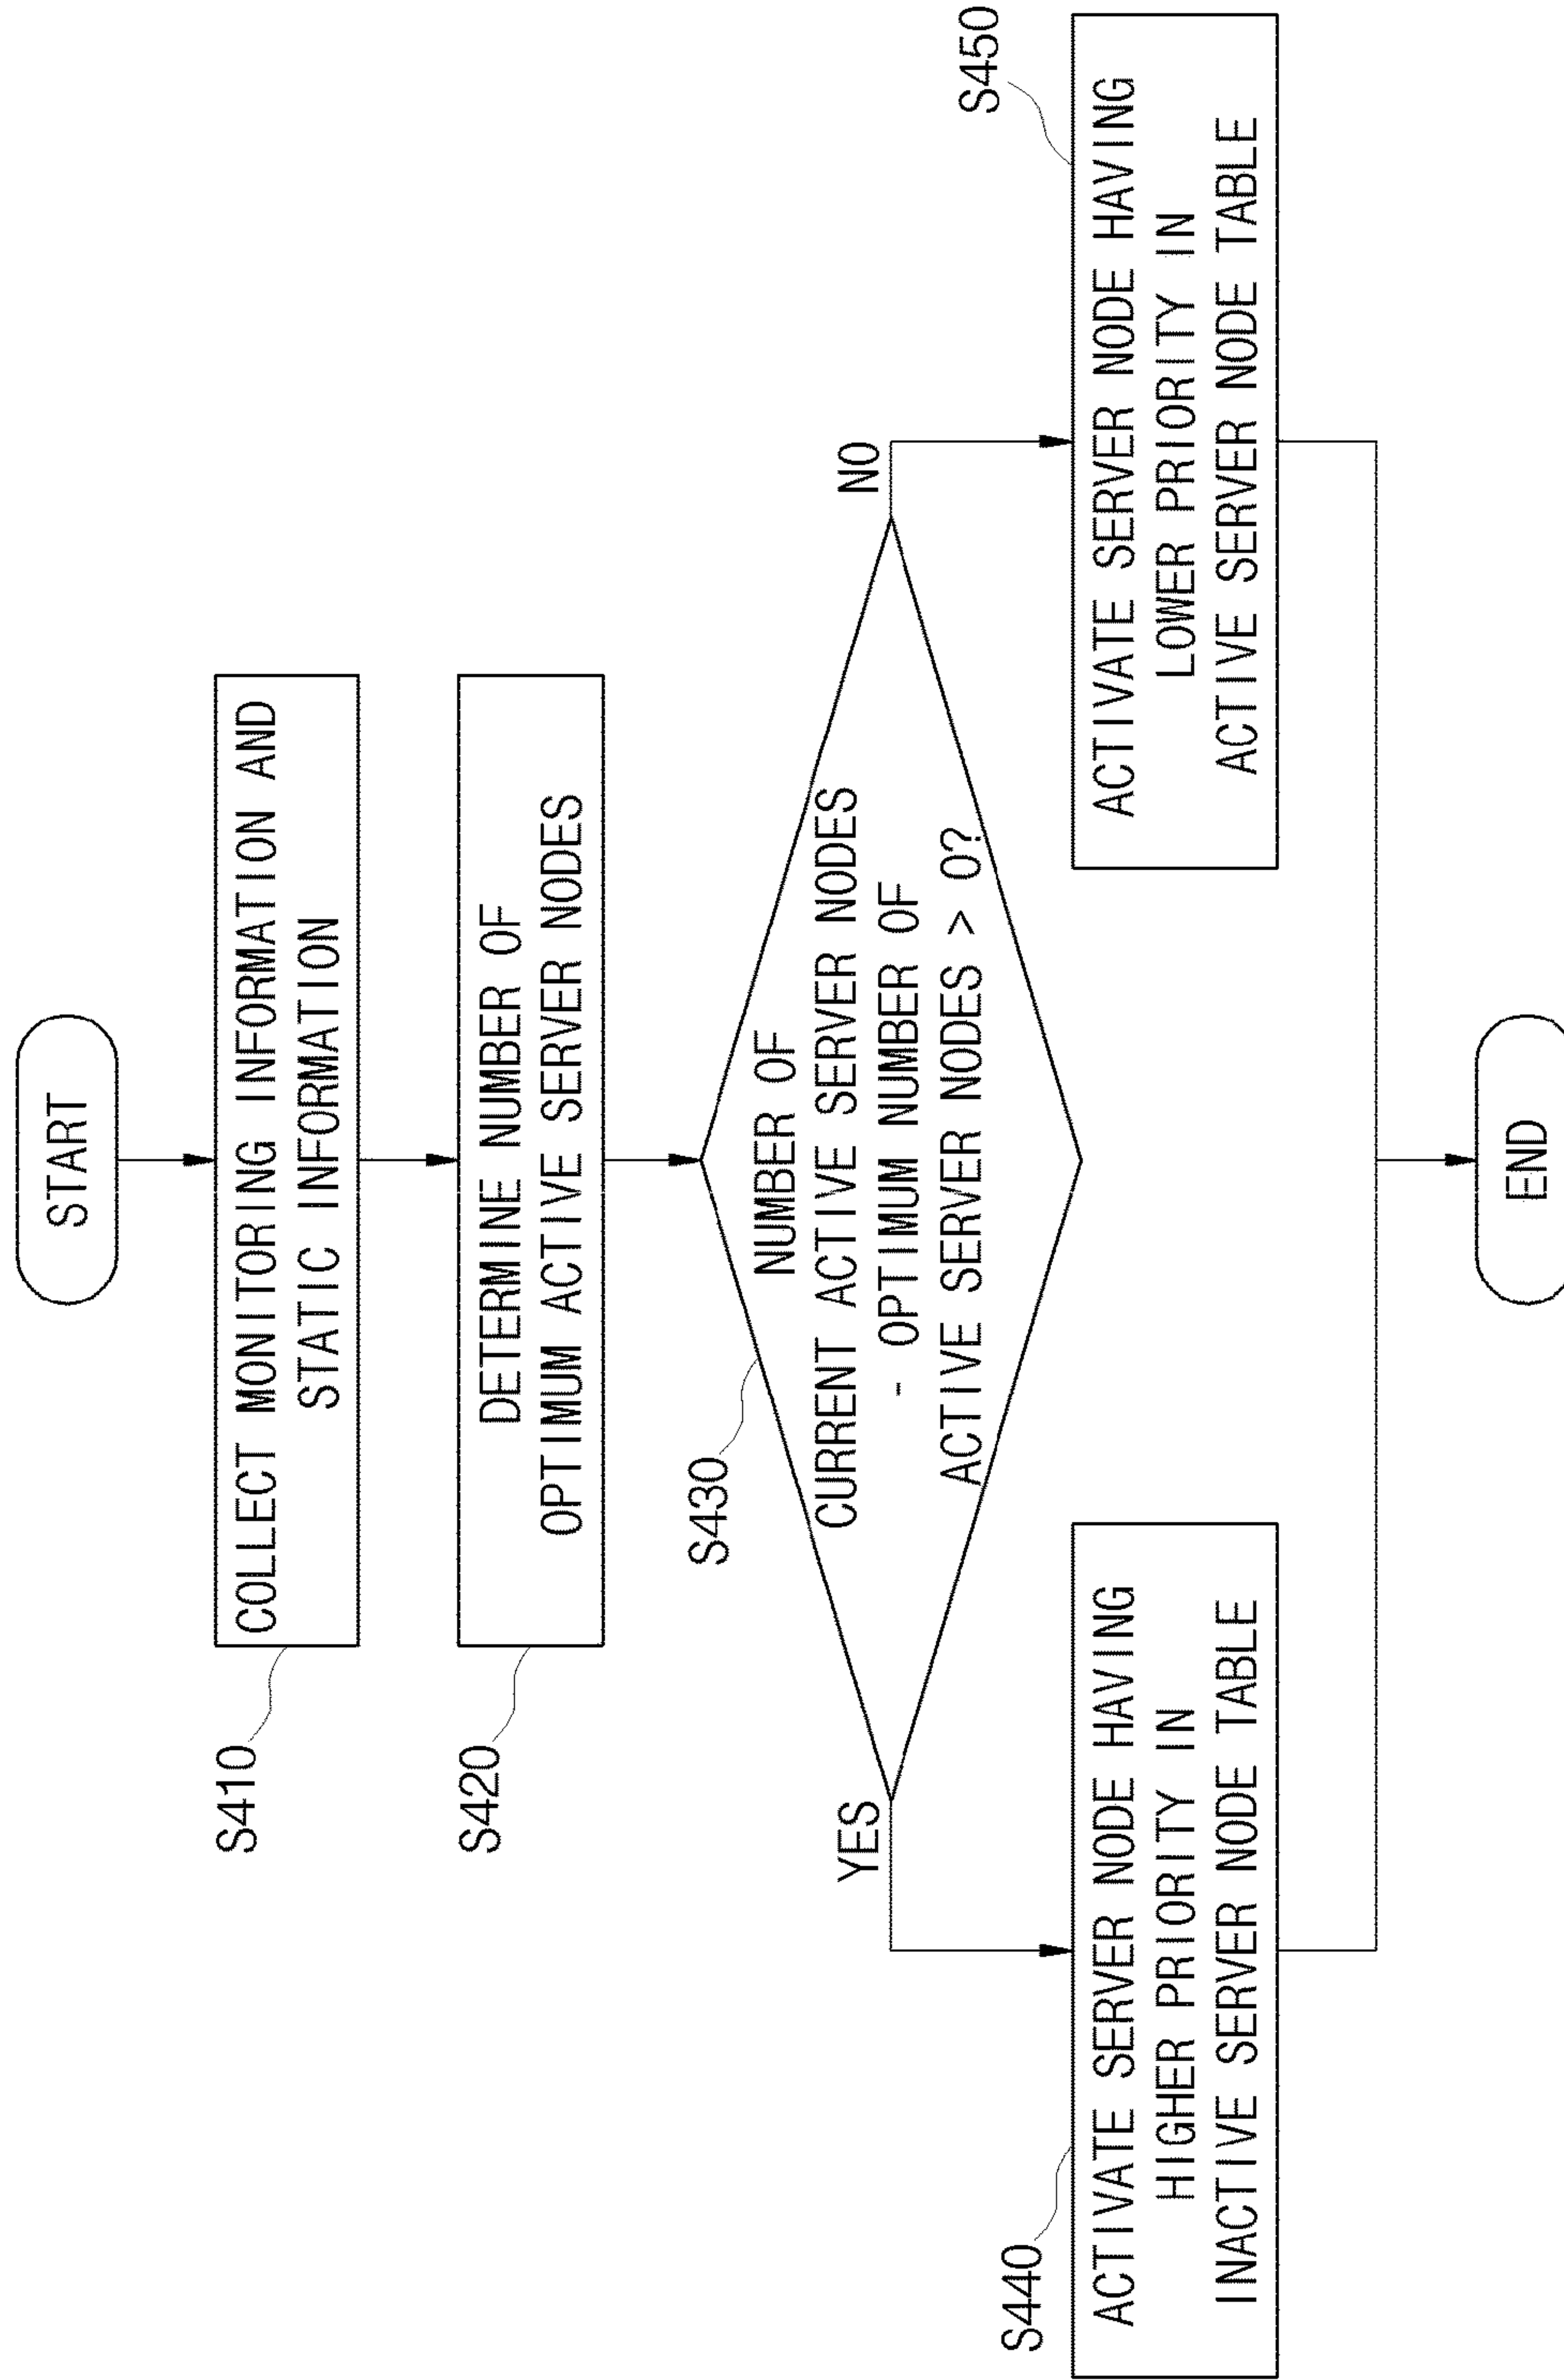 START
S410
COLLECT MONITORING INFORMATION AND
STATIC INFORMATION
S420
DETERMINE NUMBER OF
OPTIMUM ACTIVE SERVER NODES
S430
NUMBER OF
CURRENT ACTIVE SERVER NODES
- OPTIMUM NUMBER OF
ACTIVE SERVER NODES > 0?
YES
NO
S440
ACTIVATE SERVER NODE HAVING
HIGHER PRIORITY IN
INACTIVE SERVER NODE TABLE
S450
ACTIVATE SERVER NODE HAVING
LOWER PRIORITY IN
ACTIVE SERVER NODE TABLE
END